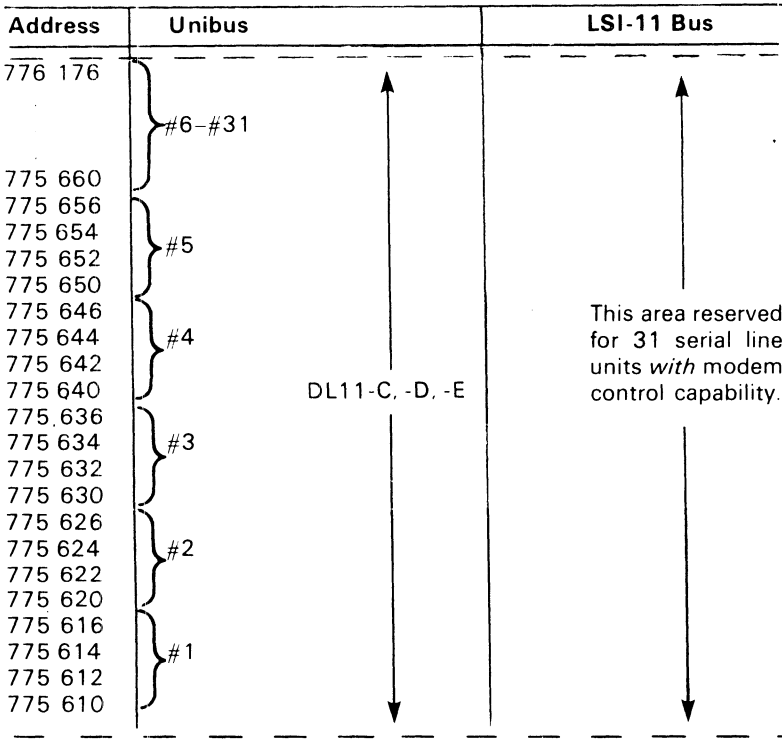 Address Unibus LSI-11 Bus
776 176
#6–#31
775 660
775 656
775 654
#5
775 652
775 650
775 646
775 644 #4
775 642
775 640
775 636
775 634 #3
775 632
775 630
775 626
775 624 #2
775 622
775 620
775 616
775 614 #1
775 612
775 610
DL11-C, -D, -E
This area reserved
for 31 serial line
units with modem
control capability.